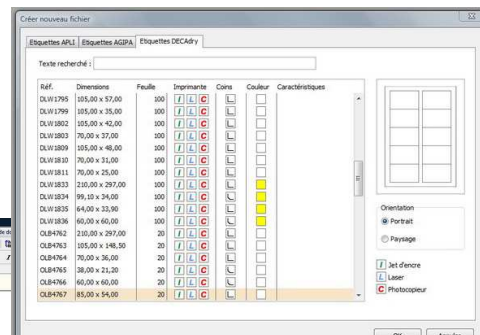 Créer nouveau fichier
Etiquettes APLI Etiquettes AGIPA Etiquettes DECAdry
Texte recherché :
Réf. Dimensions Feuille Imprimante Coins Couleur Caractéristiques
DLW1795 105,00 x 57,00 100 I L C
DLW1799 105,00 x 35,00 100 I L C
DLW1802 105,00 x 42,00 100 I L C
DLW1803 70,00 x 37,00 100 I L C
DLW1809 105,00 x 48,00 100 I L C
DLW1810 70,00 x 31,00 100 I L C
DLW1811 70,00 x 25,00 100 I L C
DLW1833 210,00 x 297,00 100 I L C
DLW1834 99,10 x 34,00 100 I L C
DLW1835 64,00 x 33,90 100 I L C
DLW1836 60,00 x 60,00 100 I L C
OLB4762 210,00 x 297,00 20 I L C
OLB4763 105,00 x 148,50 20 I L C
OLB4764 70,00 x 36,00 20 I L C
OLB4765 38,00 x 21,20 20 I L C
OLB4766 60,00 x 60,00 20 I L C
OLB4767 85,00 x 54,00 20 I L C
Orientation
Portrait
Paysage
I Jet d'encre
L Laser
C Photocopieur